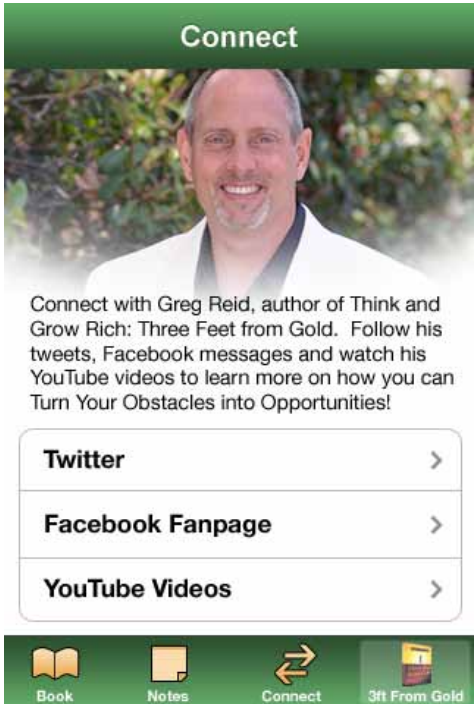 Connect
Connect with Greg Reid, author of Think and
Grow Rich: Three Feet from Gold.  Follow his
tweets, Facebook messages and watch his
YouTube videos to learn more on how you can
Turn Your Obstacles into Opportunities!
Twitter
Facebook Fanpage
YouTube Videos
Book Notes Connect 3ft From Gold